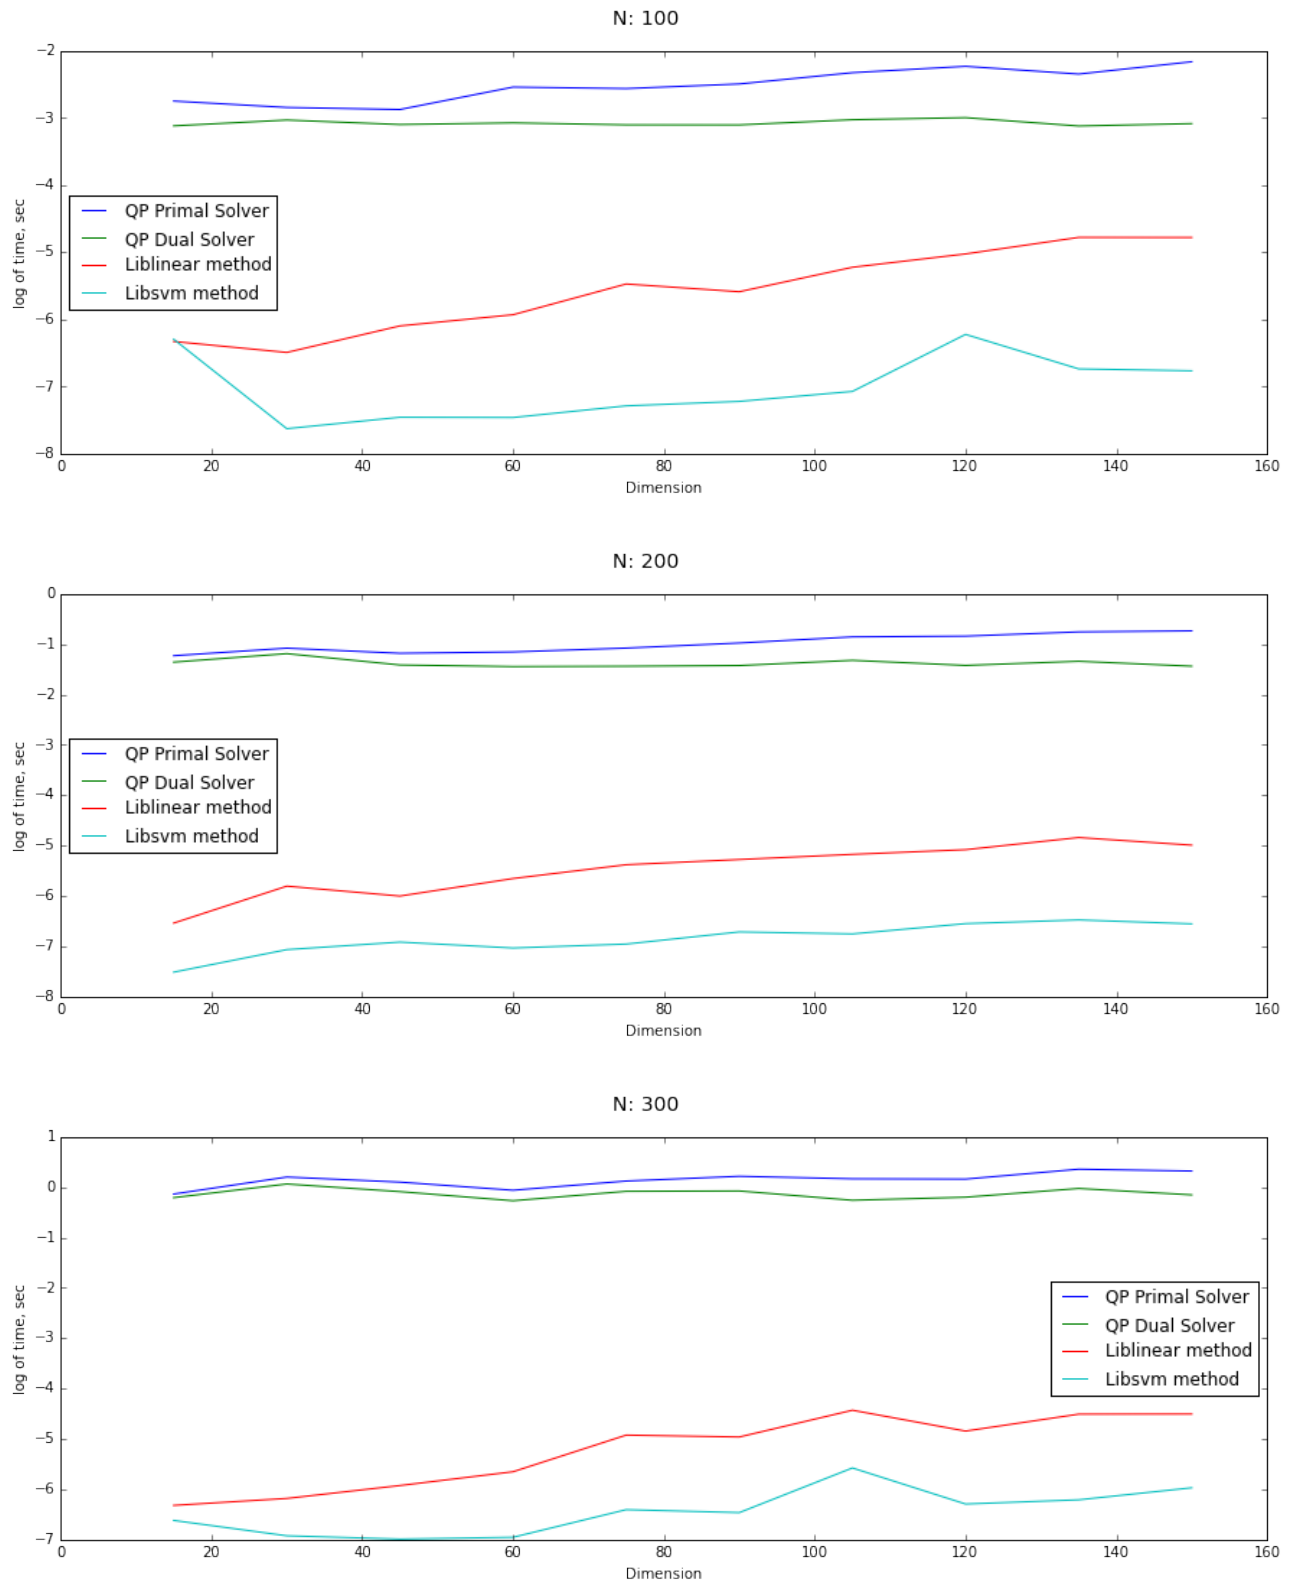 N: 100
−2
−3
−4
−5
−6
−7
−8
log of time, sec
QP Primal Solver
QP Dual Solver
Liblinear method
Libsvm method
0 20 40 60 80 100 120 140 160
Dimension
N: 200
0
−1
−2
−3
−4
−5
−6
−7
−8
log of time, sec
QP Primal Solver
QP Dual Solver
Liblinear method
Libsvm method
0 20 40 60 80 100 120 140 160
Dimension
N: 300
1
0
−1
−2
−3
−4
−5
−6
−7
log of time, sec
QP Primal Solver
QP Dual Solver
Liblinear method
Libsvm method
0 20 40 60 80 100 120 140 160
Dimension